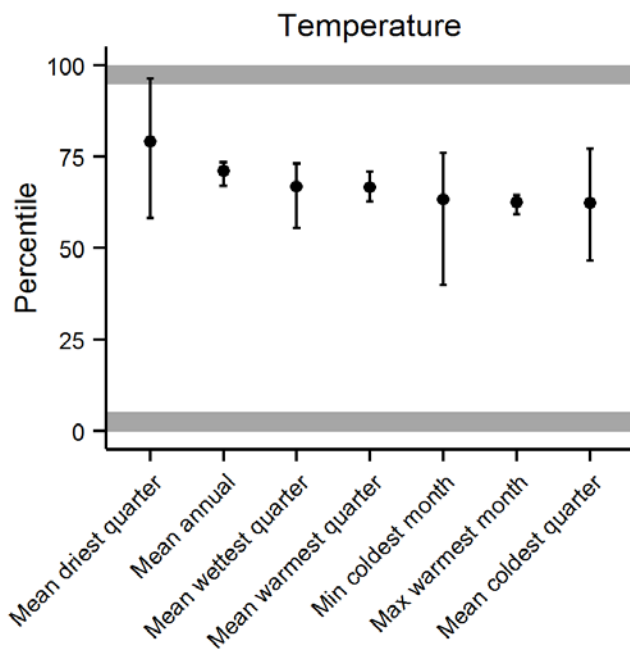 Temperature
100
75
50
25
0
Percentile
Mean driest quarter
Mean annual
Mean wettest quarter
Mean warmest quarter
Min coldest month
Max warmest month
Mean coldest quarter